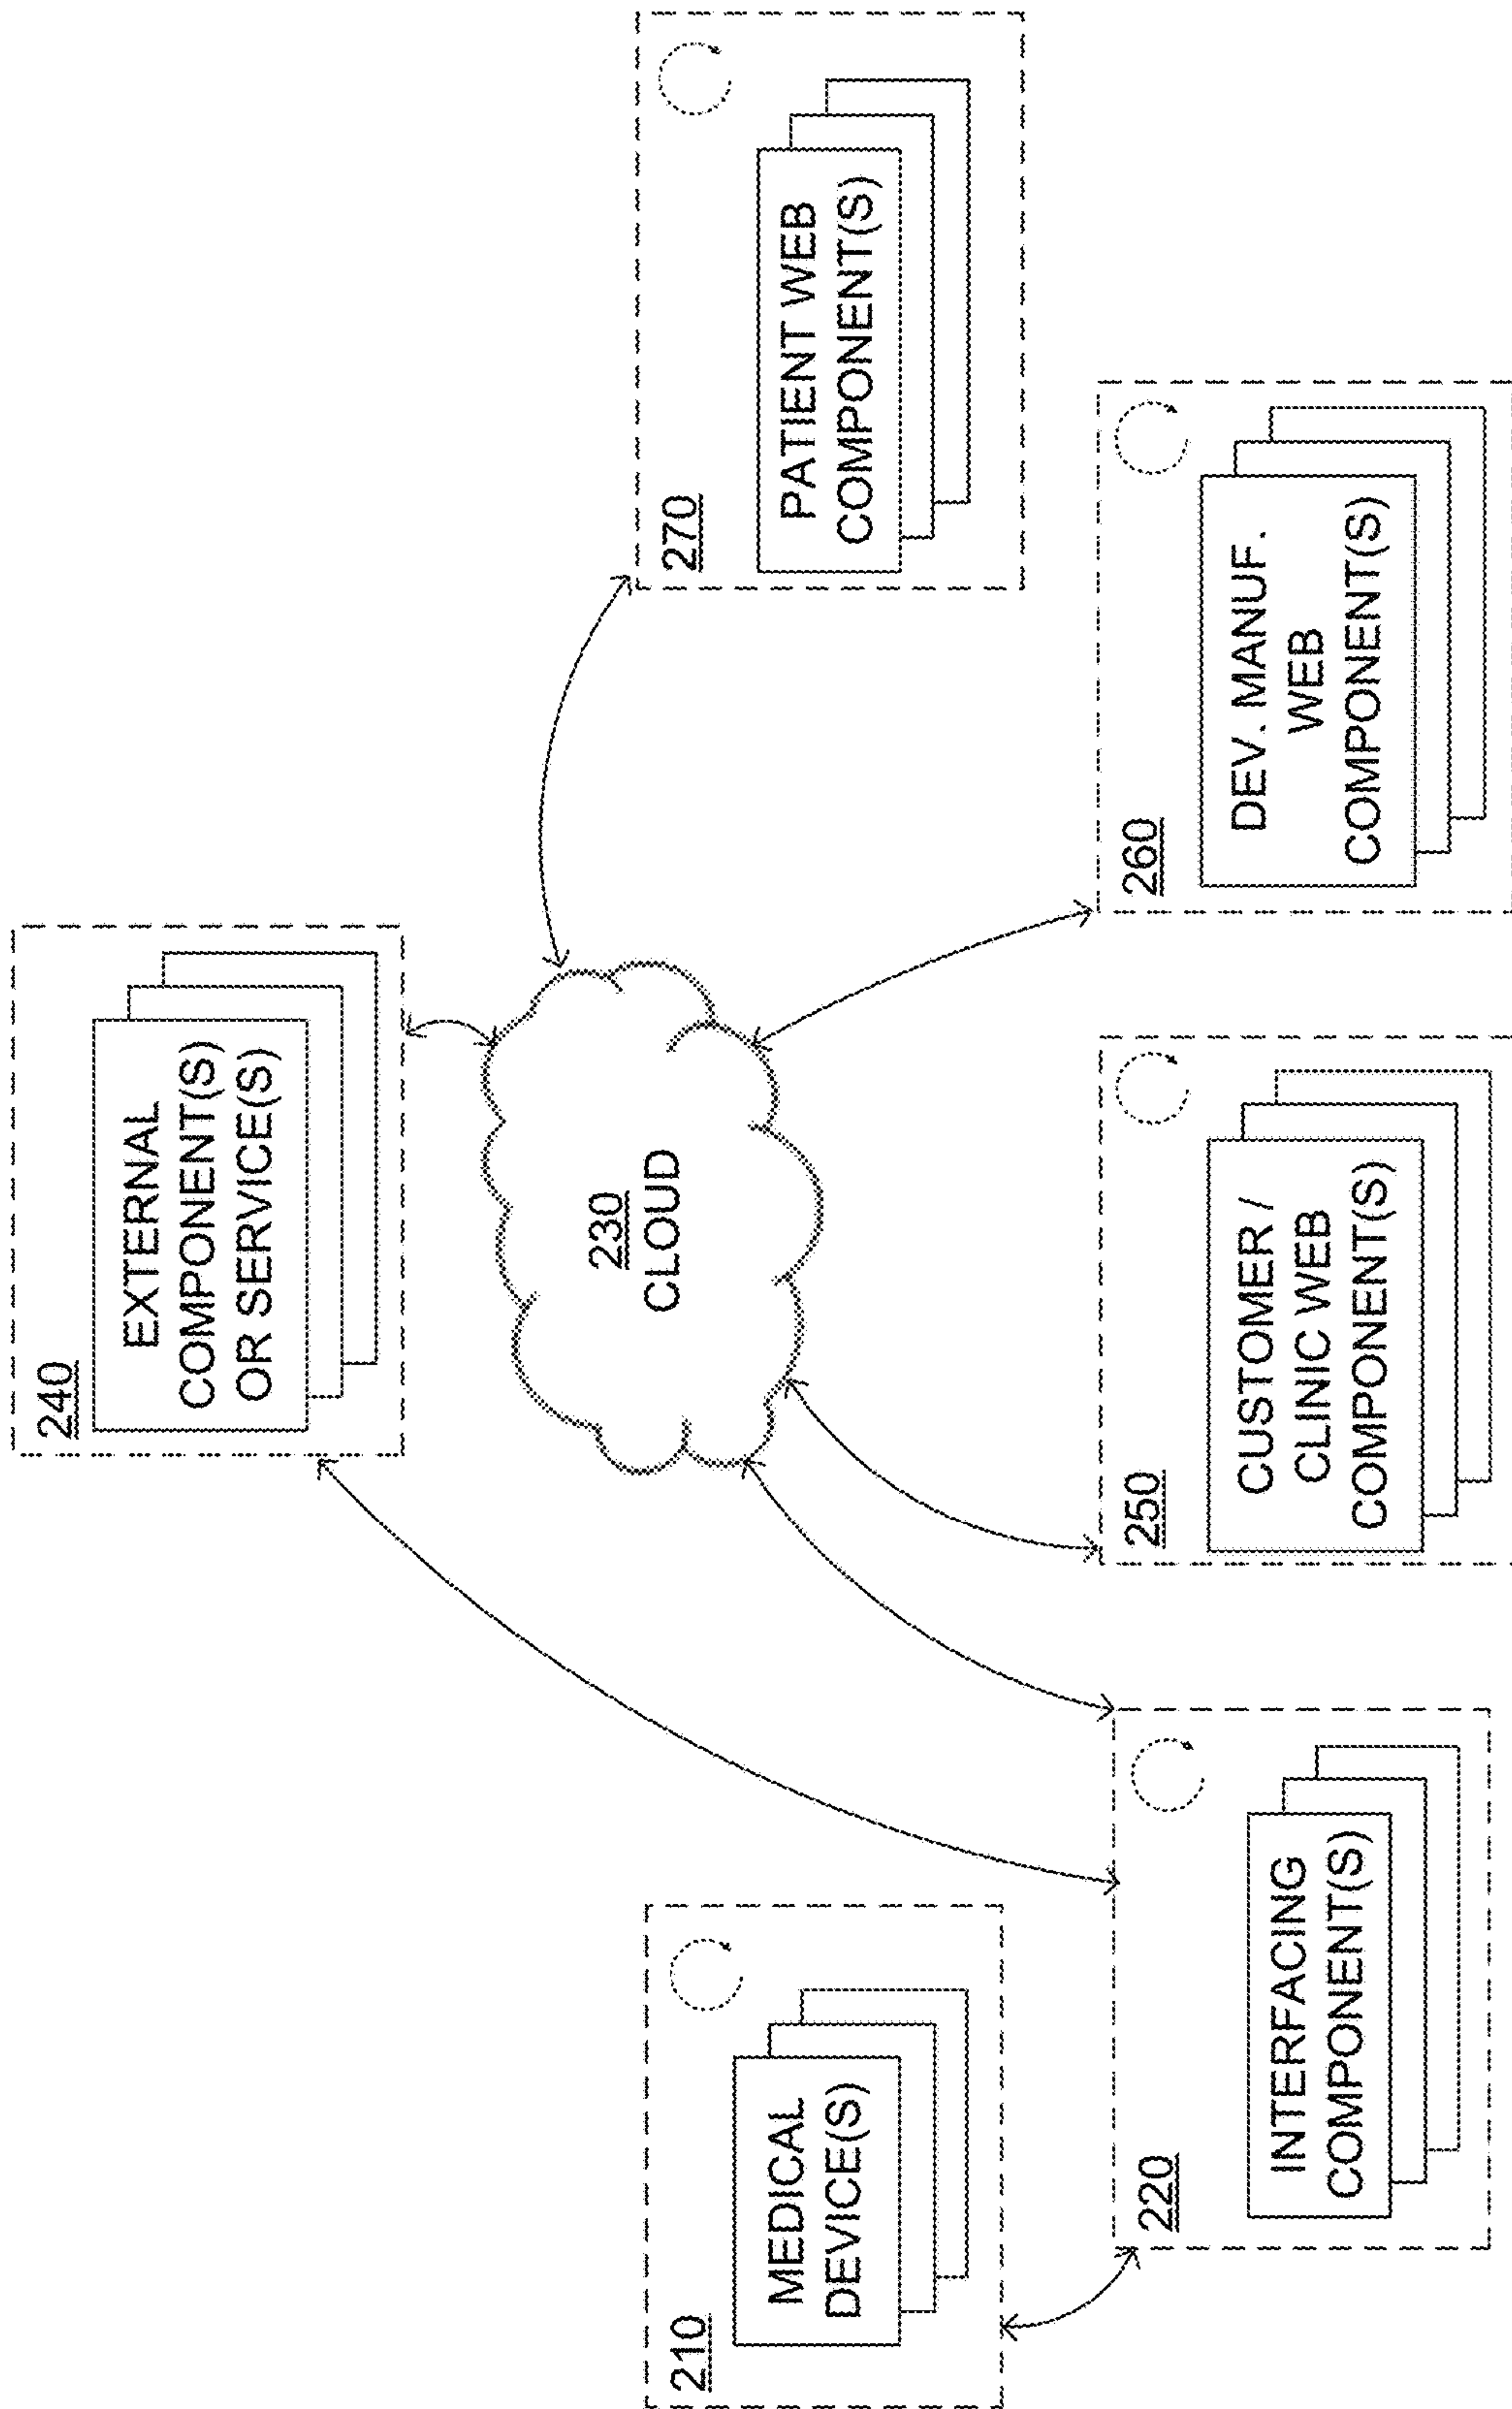 240
EXTERNAL
COMPONENT(S)
OR SERVICE(S)
210
MEDICAL
DEVICE(S)
230
CLOUD
270
PATIENT WEB
COMPONENT(S)
220
INTERFACING
COMPONENT(S)
250
CUSTOMER /
CLINIC WEB
COMPONENT(S)
260
DEV. MANUF.
WEB
COMPONENT(S)